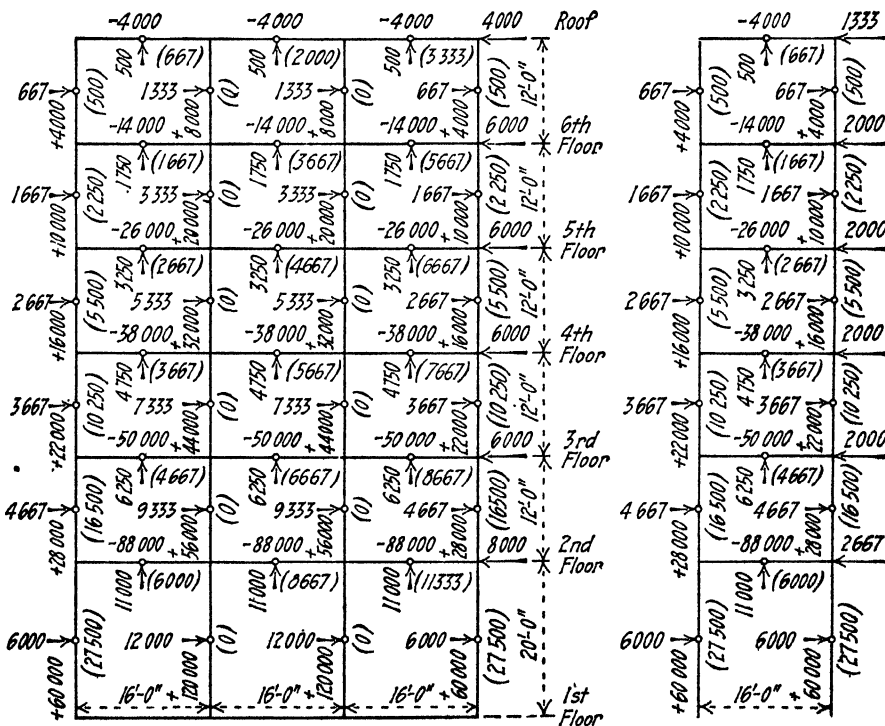 -4000 -4000 -4000 4000 Roof -4000 1333
500 (667) 500 (2000) 500 (3333) 500 (667)
667 (500) 1333 (0) 1333 (0) 667 (500) 12'-0" 667 (500) 667 (500)
+4000 +8000 +8000 +4000 +4000 +4000
-14000 -14000 -14000 6000 6th Floor -14000 2000
1750 (1667) 1750 (3667) 1750 (5667) 1750 (1667)
1667 (2250) 3333 (0) 3333 (0) 1667 (2250) 12'-0" 1667 (2250) 1667 (2250)
+10000 +20000 +20000 +10000 +10000 +10000
-26000 -26000 -26000 6000 5th Floor -26000 2000
3250 (2667) 3250 (4667) 3250 (6667) 3250 (2667)
2667 (5500) 5333 (0) 5333 (0) 2667 (5500) 12'-0" 2667 (5500) 2667 (5500)
+16000 +32000 +32000 +16000 +16000 +16000
-38000 -38000 -38000 6000 4th Floor -38000 2000
4750 (3667) 4750 (5667) 4750 (7667) 4750 (3667)
3667 (10250) 7333 (0) 7333 (0) 3667 (10250) 12'-0" 3667 (10250) 3667 (10250)
+22000 +44000 +44000 +22000 +22000 +22000
-50000 -50000 -50000 6000 3rd Floor -50000 2000
6250 (4667) 6250 (6667) 6250 (8667) 6250 (4667)
4667 (16500) 9333 (0) 9333 (0) 4667 (16500) 12'-0" 4667 (16500) 4667 (16500)
+28000 +56000 +56000 +28000 +28000 +28000
-88000 -88000 -88000 8000 2nd Floor -88000 2667
11000 (6000) 11000 (8667) 11000 (11333) 11000 (6000)
6000 (27500) 12000 (0) 12000 (0) 6000 (27500) 20'-0" 6000 (27500) 6000 (27500)
+60000 +120000 +120000 +60000 +60000 +60000
16'-0" 16'-0" 16'-0" 1st Floor 16'-0"